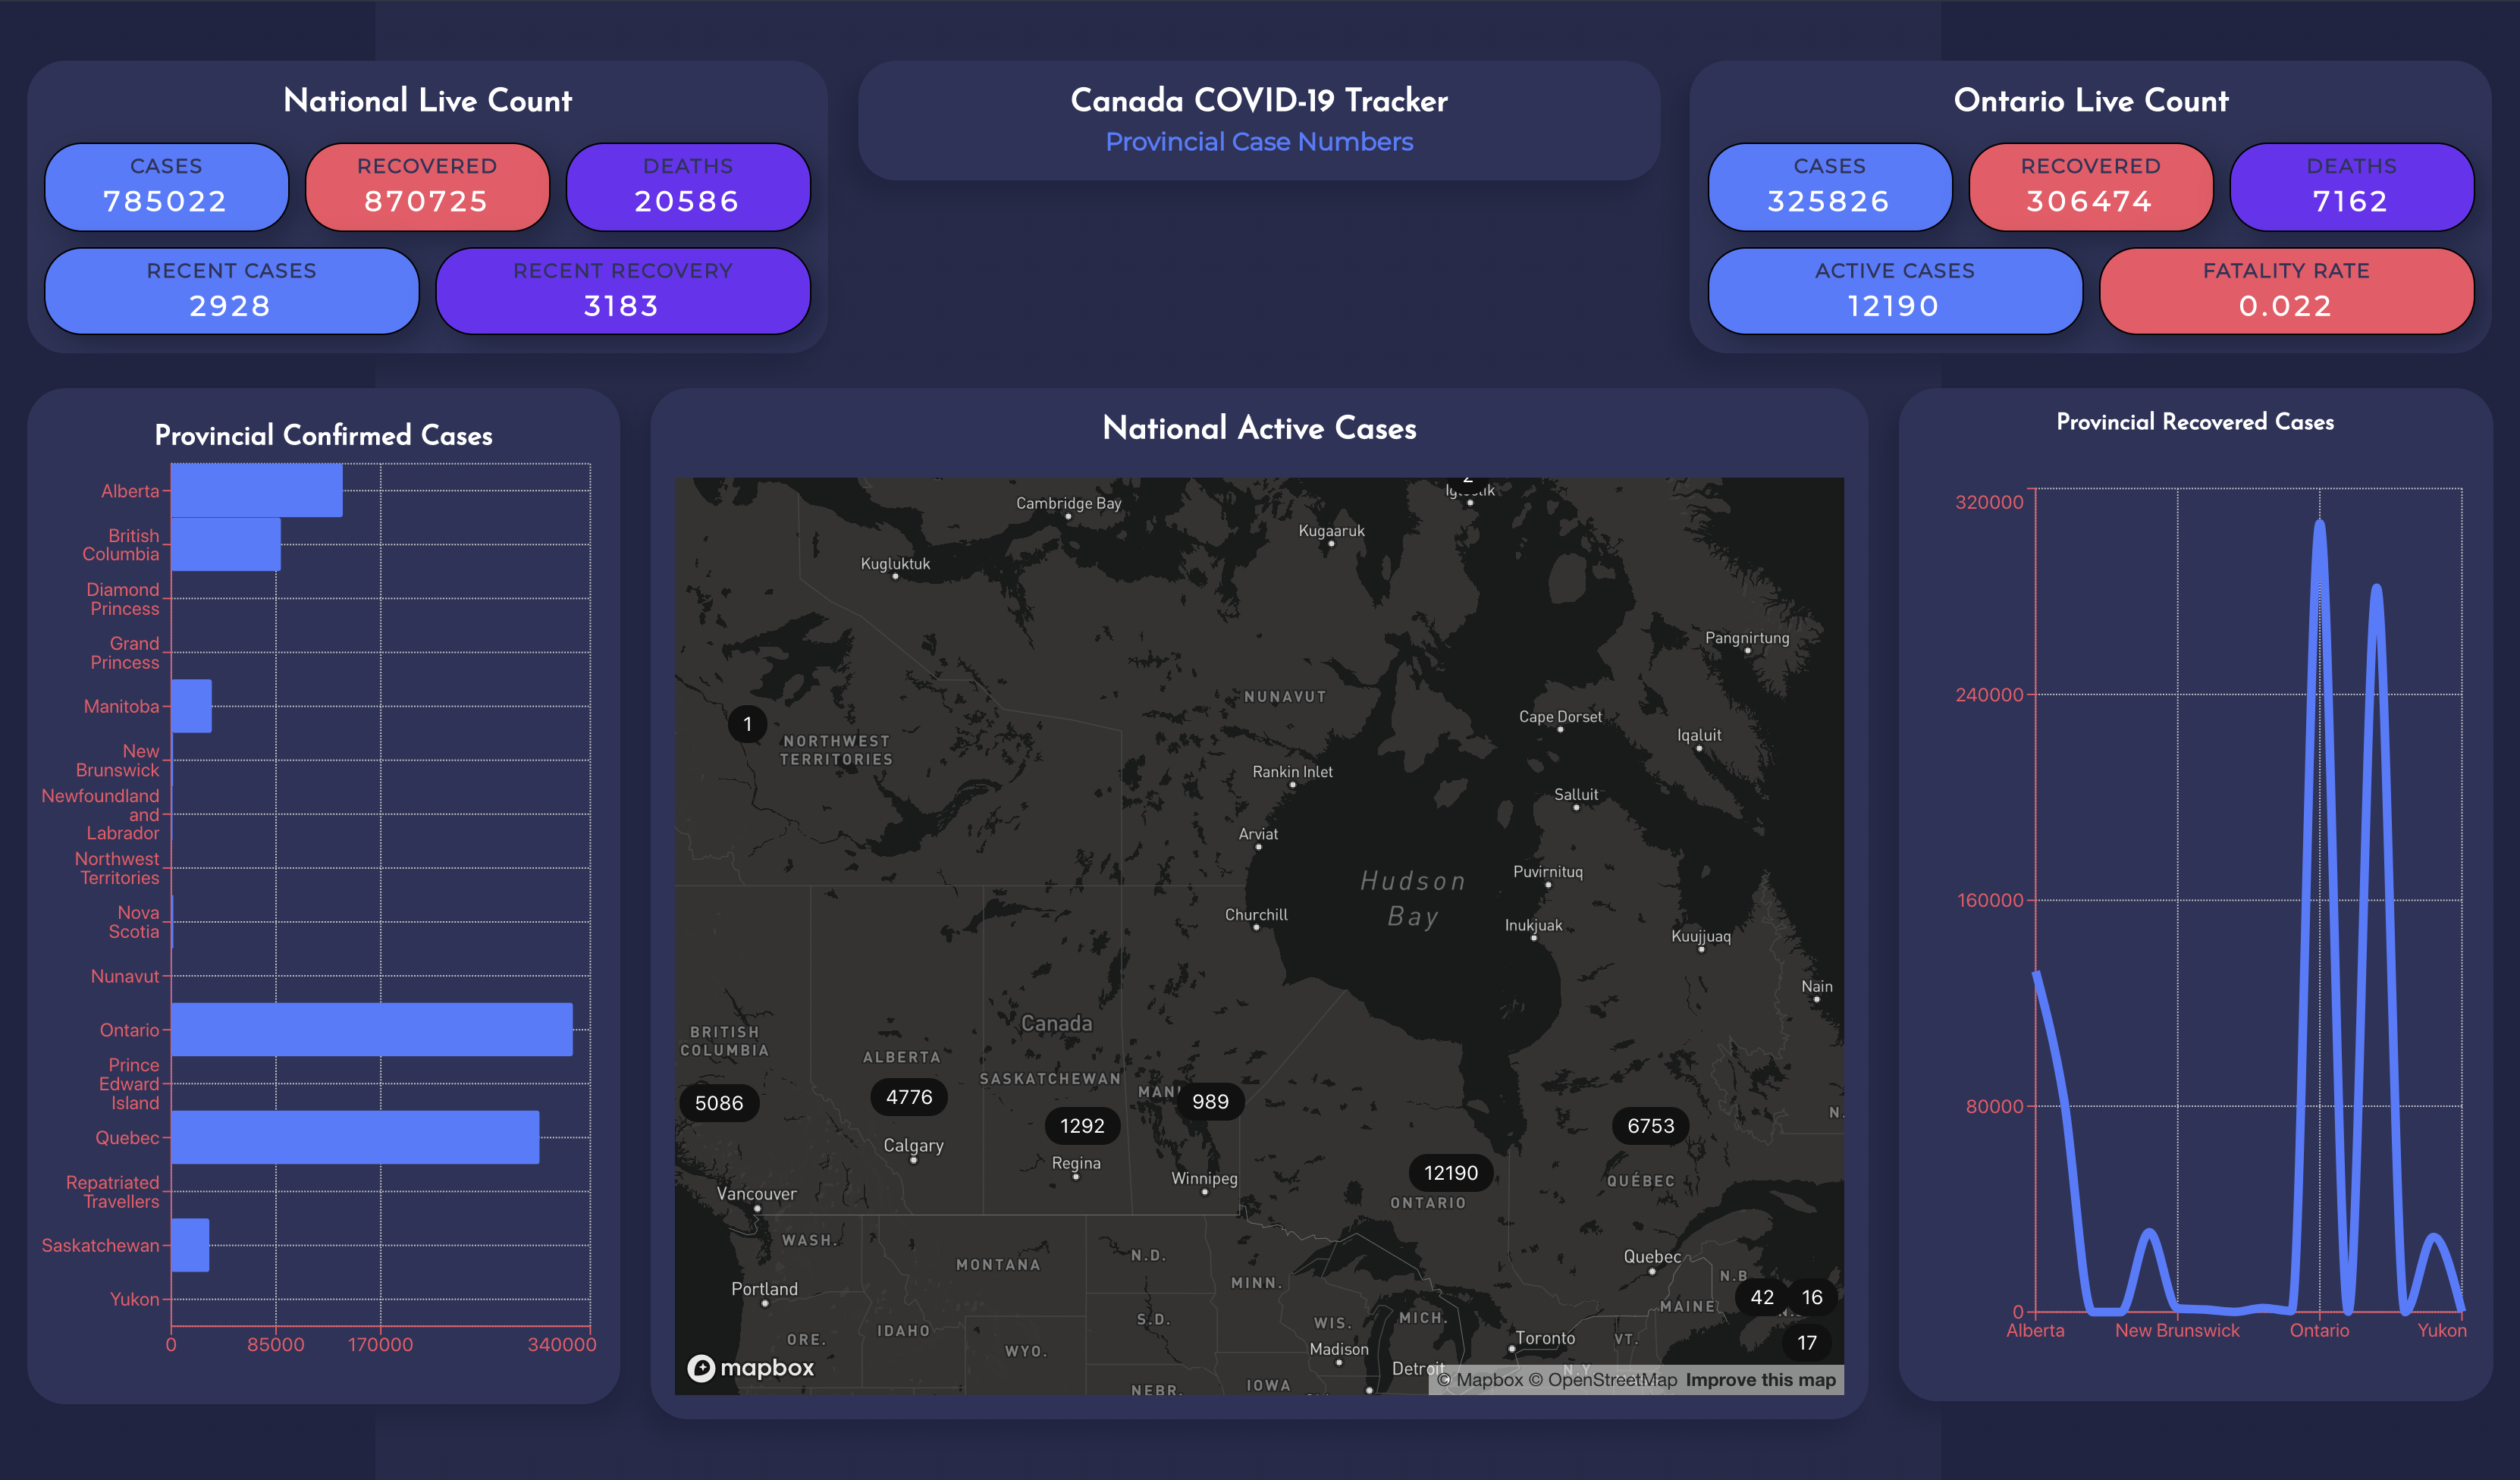 National Live Count
CASES
785022
RECOVERED
870725
DEATHS
20586
RECENT CASES
2928
RECENT RECOVERY
3183
Canada COVID-19 Tracker
Provincial Case Numbers
Ontario Live Count
CASES
325826
RECOVERED
306474
DEATHS
7162
ACTIVE CASES
12190
FATALITY RATE
0.022
Provincial Confirmed Cases
Alberta
British
Columbia
Diamond
Princess
Grand
Princess
Manitoba
New
Brunswick
Newfoundland
and
Labrador
Northwest
Territories
Nova
Scotia
Nunavut
Ontario
Prince
Edward
Island
Quebec
Repatriated
Travellers
Saskatchewan
Yukon
0 85000 170000 340000
National Active Cases
Cambridge Bay
Kugaaruk
Kugluktuk
Pangnirtung
NUNAVUT
1
Cape Dorset
Iqaluit
NORTHWEST
TERRITORIES
Rankin Inlet
Salluit
Arviat
Puvirnituq
Hudson
Bay
Churchill
Inukjuak
Kuujjuaq
Nain
Canada
BRITISH
COLUMBIA
ALBERTA
SASKATCHEWAN
5086
4776
989
1292
6753
Calgary
Regina
12190
Winnipeg
QUÉBEC
Vancouver
ONTARIO
WASH.
MONTANA
N.D.
Quebec
MINN.
N.B
Portland
42
16
MAINE
S.D.
WIS.
MICH.
ORE.
IDAHO
Toronto
VT.
17
WYO.
Madison
Detroit
mapbox
NEBR.
IOWA
N.Y.
© Mapbox © OpenStreetMap Improve this map
Provincial Recovered Cases
320000
240000
160000
80000
0
Alberta New Brunswick Ontario Yukon